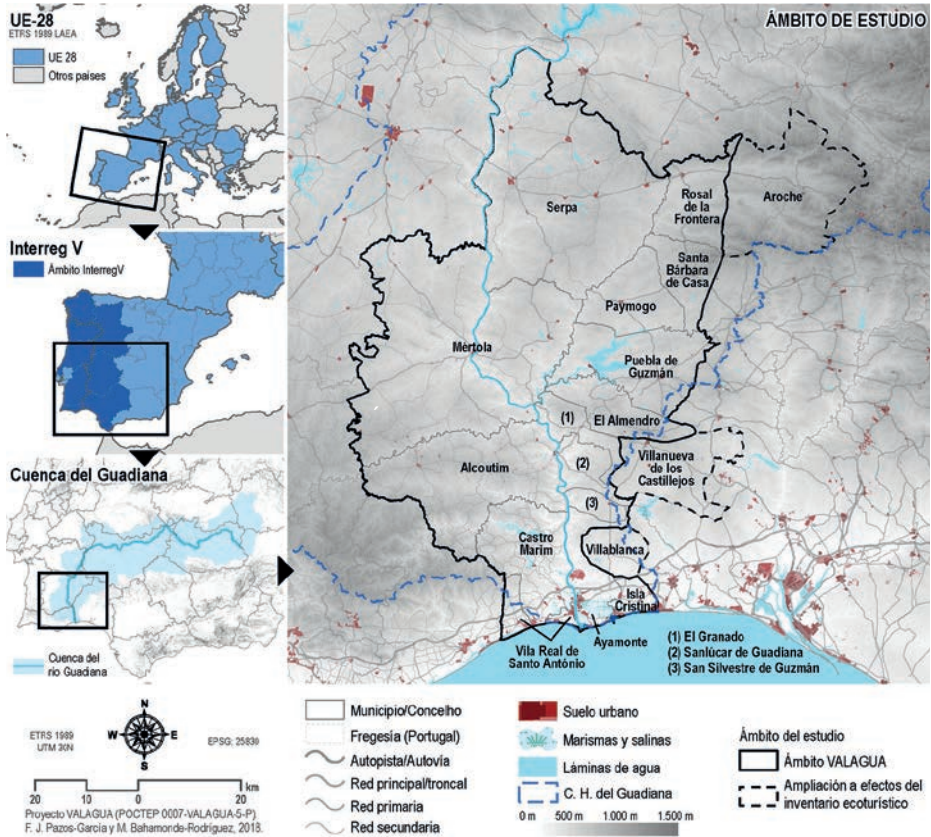 UE-28
ETRS 1989 LAEA
UE 28
Otros países
Interreg V
Ámbito InterregV
Cuenca del Guadiana
Cuenca del
río Guadiana
ÁMBITO DE ESTUDIO
Serpa
Rosal
de la
Frontera
Aroche
Santa
Bárbara
de Casa
Paymogo
Mértola
Puebla de
Guzmán
(1)
El Almendro
Alcoutim
(2)
Villanueva
de los
Castillejos
(3)
Castro
Marim
Villablanca
Isla
Cristina
Vila Real de
Santo António
Ayamonte
(1) El Granado
(2) Sanlúcar de Guadiana
(3) San Silvestre de Guzmán
ETRS 1989
UTM 30N
N
W
E
S
EPSG: 25830
20 10 0 20 km
Proyecto VALAGUA (POCTEP 0007-VALAGUA-5-P)
F. J. Pazos-García y M. Bahamonde-Rodríguez, 2018.
Municipio/Concelho
Fregesía (Portugal)
Autopista/Autovía
Red principal/troncal
Red primaria
Red secundaria
Suelo urbano
Marismas y salinas
Láminas de agua
C. H. del Guadiana
0 m 500 m 1.000 m 1.500 m
Ámbito del estudio
Ámbito VALAGUA
Ampliación a efectos del
inventario ecoturístico